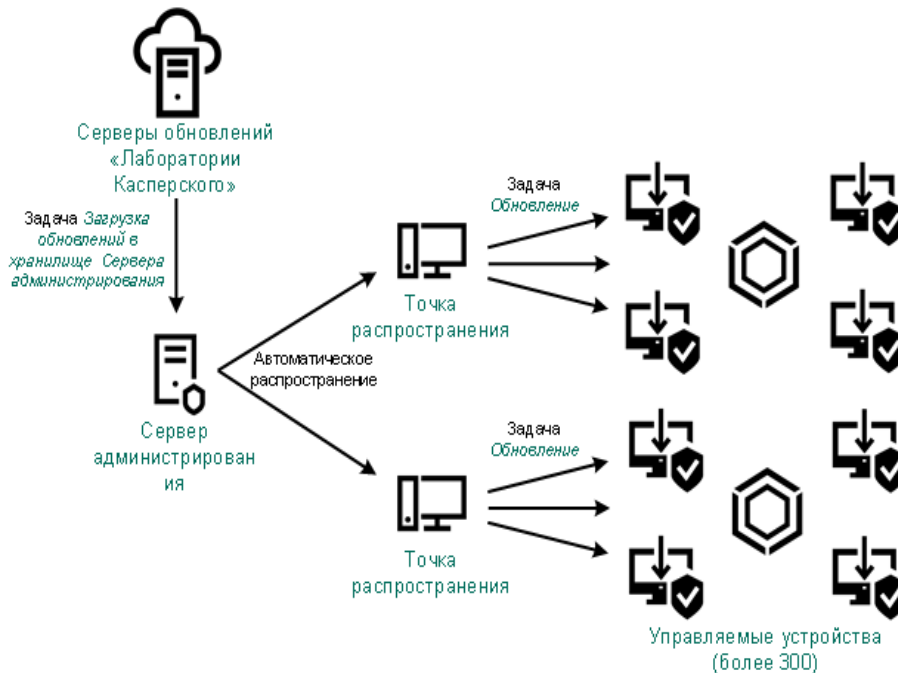 Серверы обновлений
«Лаборатории
Касперского»
Задача Загрузка
обновлений в
хранилище Сервера
администрирования
Сервер
администрирован
ия
Автоматическое
распространение
Точка
распространения
Задача
Обновление
Точка
распространения
Задача
Обновление
Управляемые устройства
(более 300)